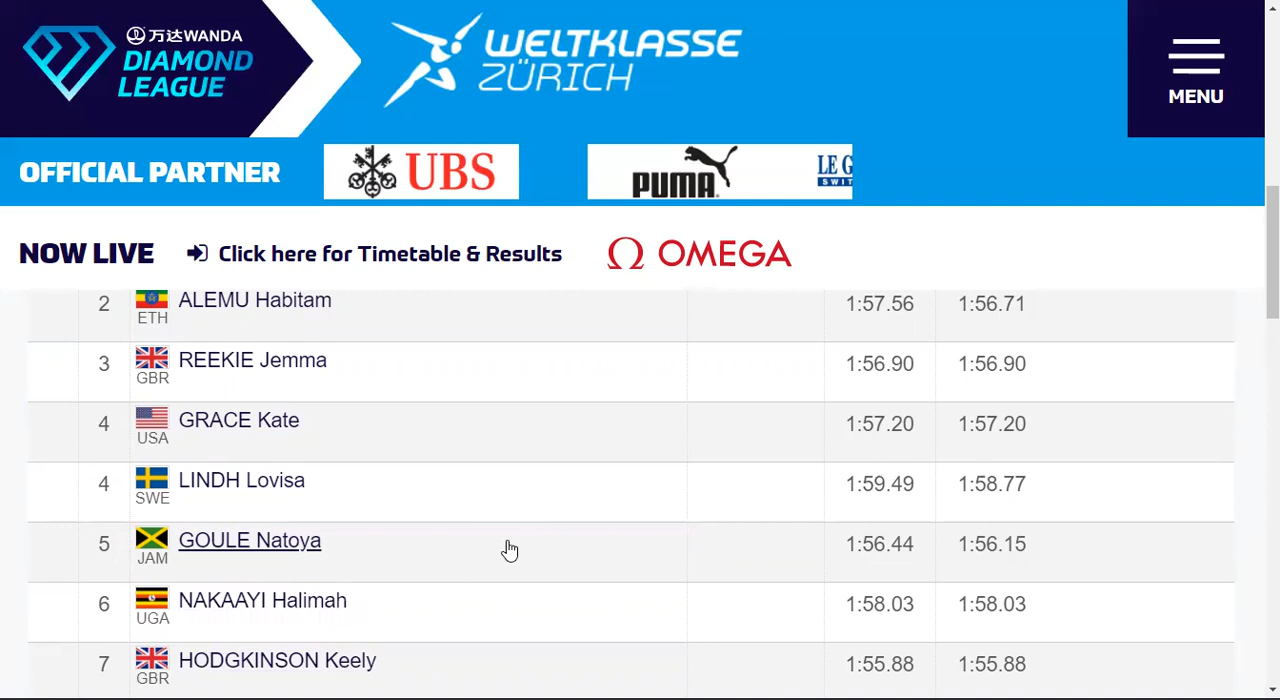 万达WANDA
DIAMOND
LEAGUE
WELTKLASSE
ZÜRICH
MENU
OFFICIAL PARTNER
UBS
PUMA
LE G
SWIT
NOW LIVE
Click here for Timetable & Results
Ω OMEGA
2 ETH ALEMU Habitam 1:57.56 1:56.71
3 GBR REEKIE Jemma 1:56.90 1:56.90
4 USA GRACE Kate 1:57.20 1:57.20
4 SWE LINDH Lovisa 1:59.49 1:58.77
5 JAM GOULE Natoya 1:56.44 1:56.15
6 UGA NAKAAYI Halimah 1:58.03 1:58.03
7 GBR HODGKINSON Keely 1:55.88 1:55.88